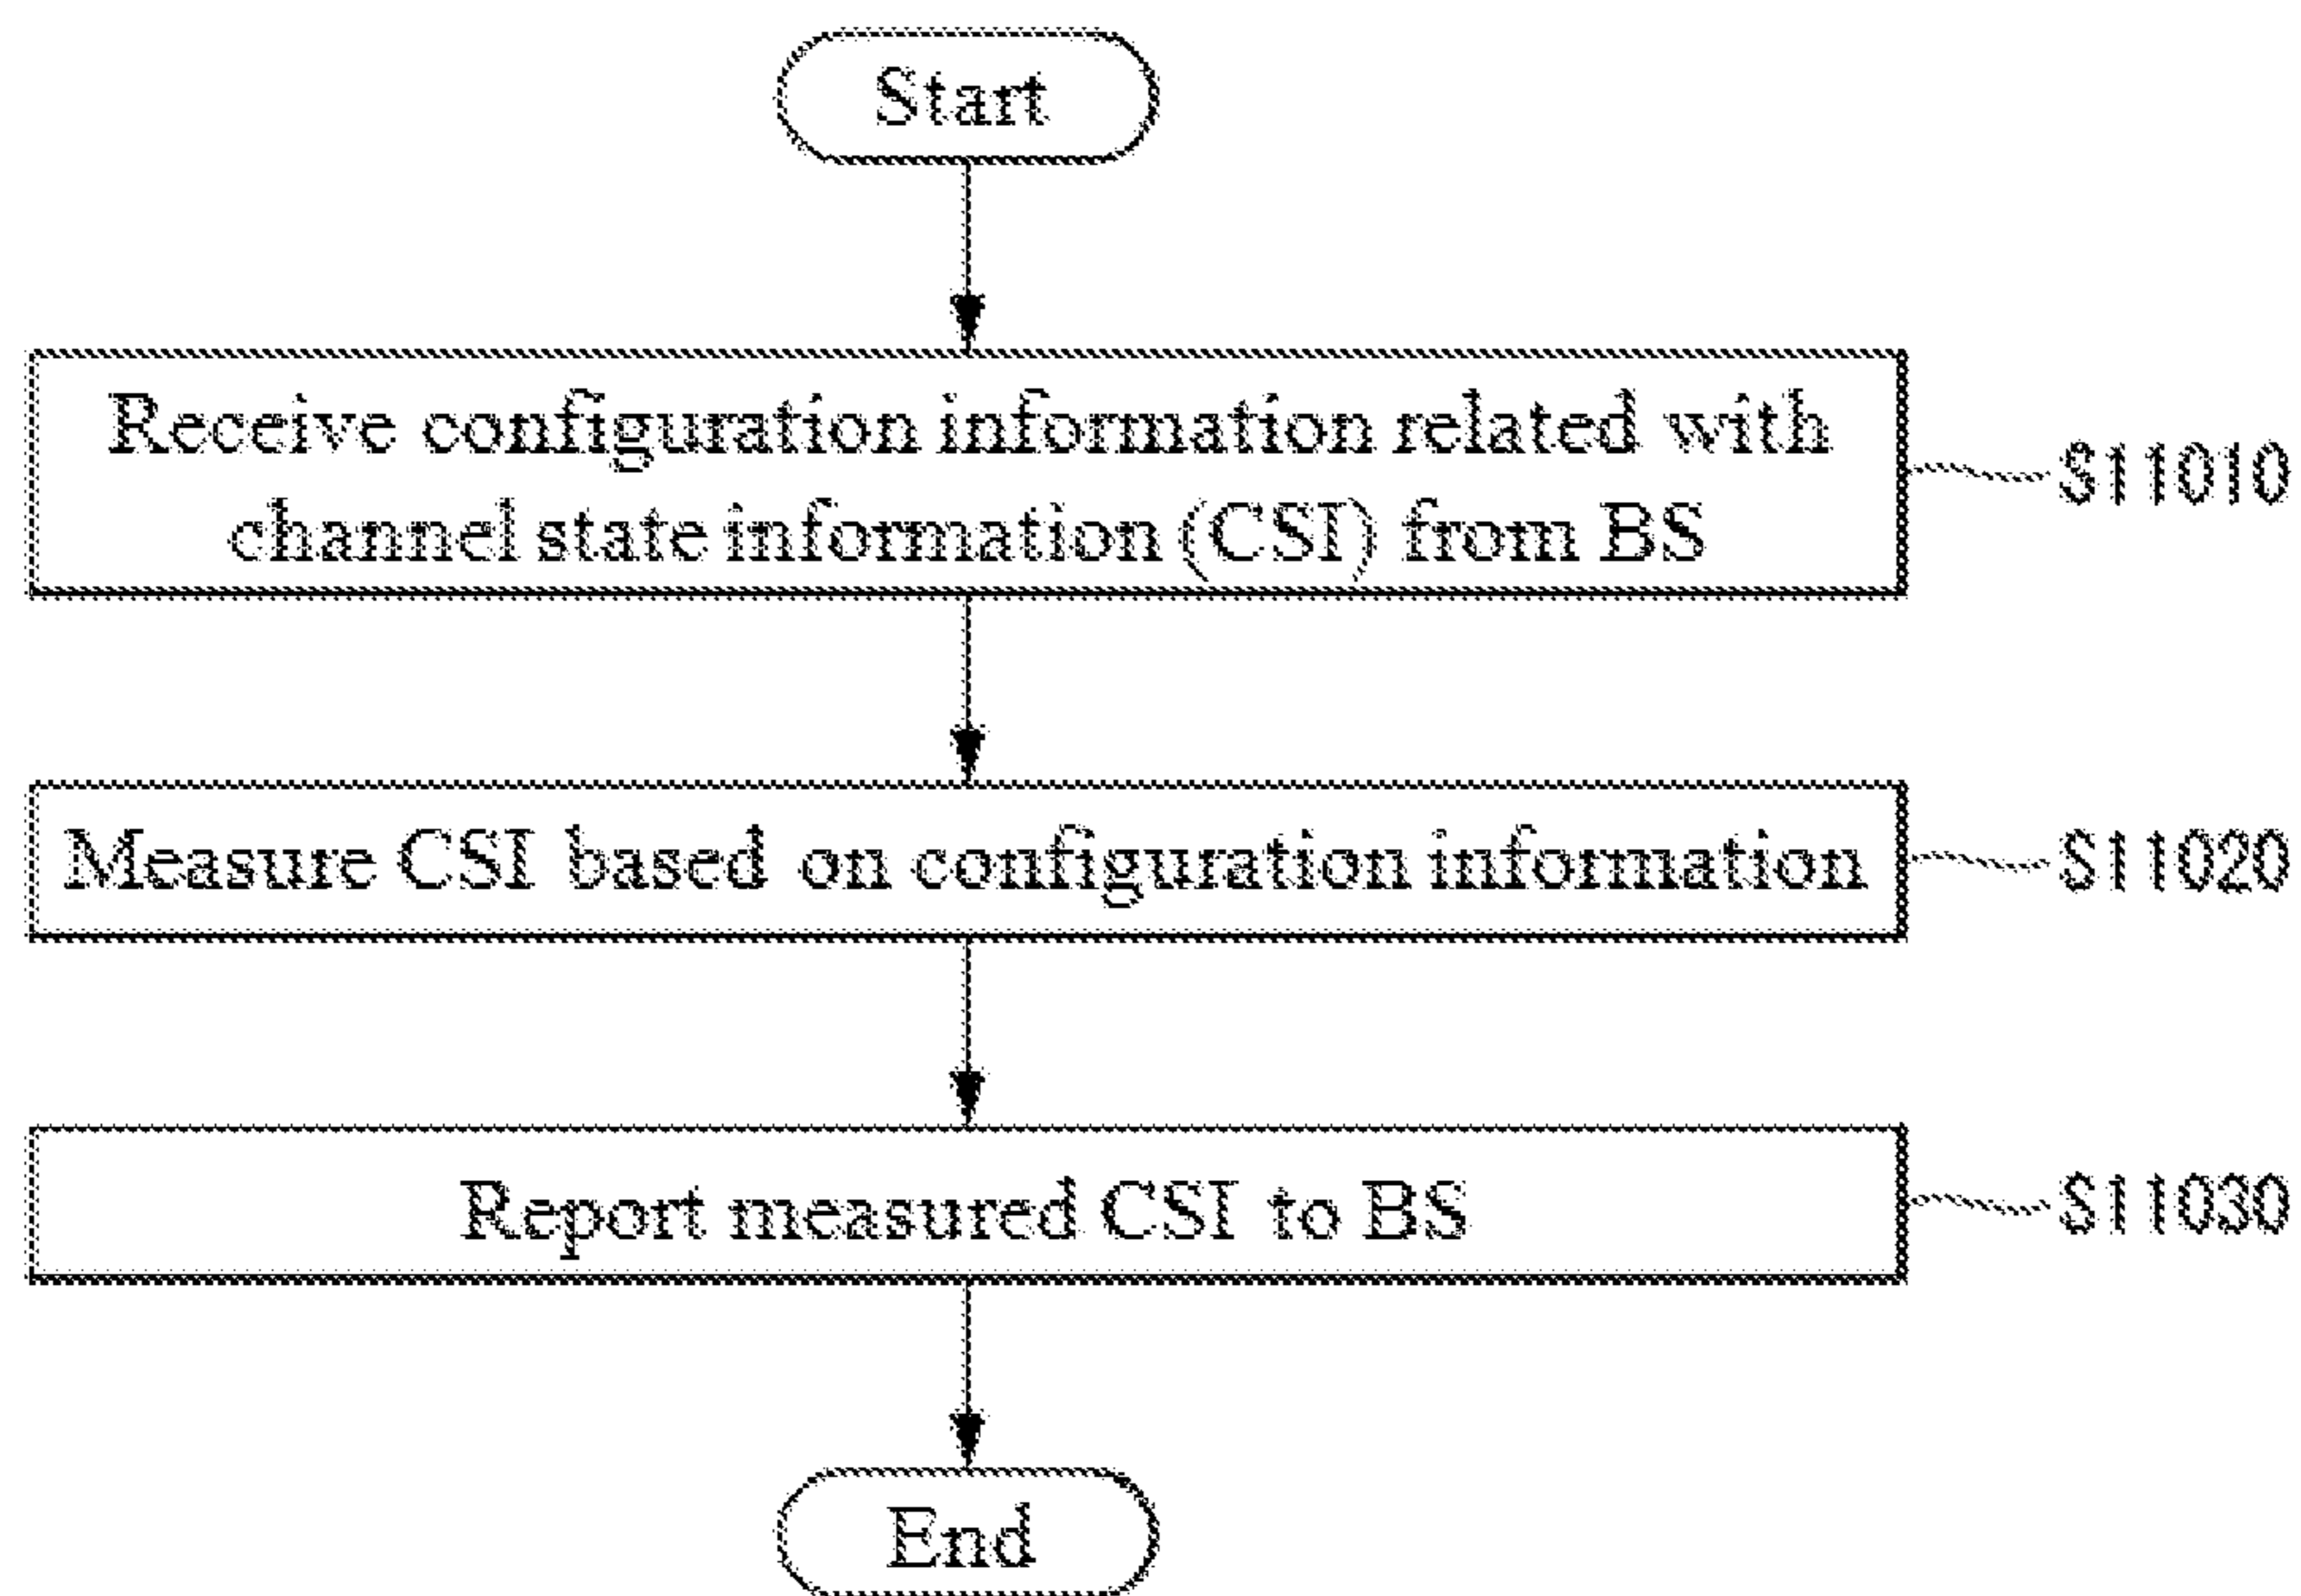 Start
Receive configuration information related with
channel state information (CSI) from BS
S11010
Measure CSI based on configuration information
S11020
Report measured CSI to BS
S11030
End